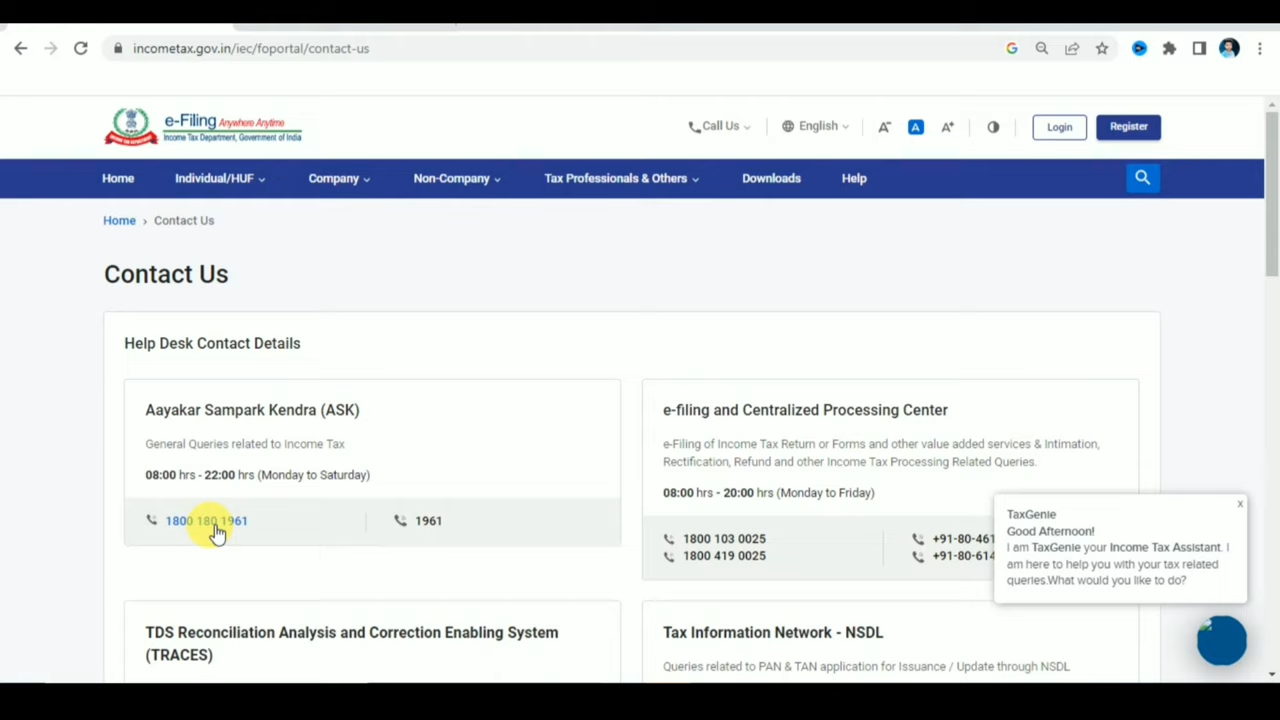 incometax.gov.in/iec/foportal/contact-us
e-Filing Anywhere Anytime
Income Tax Department, Government of India
Call Us
English
A-
A
A+
Login
Register
Home
Individual/HUF
Company
Non-Company
Tax Professionals & Others
Downloads
Help
Home > Contact Us
Contact Us
Help Desk Contact Details
Aayakar Sampark Kendra (ASK)
General Queries related to Income Tax
08:00 hrs - 22:00 hrs (Monday to Saturday)
1800 180 1961
1961
e-filing and Centralized Processing Center
e-Filing of Income Tax Return or Forms and other value added services & Intimation,
Rectification, Refund and other Income Tax Processing Related Queries.
08:00 hrs - 20:00 hrs (Monday to Friday)
1800 103 0025
+91-80-461
1800 419 0025
+91-80-614
x
TaxGenie
Good Afternoon!
I am TaxGenie your Income Tax Assistant. I
am here to help you with your tax related
queries.What would you like to do?
TDS Reconciliation Analysis and Correction Enabling System
(TRACES)
Tax Information Network - NSDL
Queries related to PAN & TAN application for Issuance / Update through NSDL